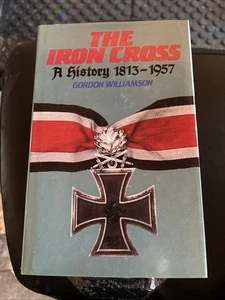 THE
IRON CROSS
A History 1813-1957
GORDON WILLIAMSON